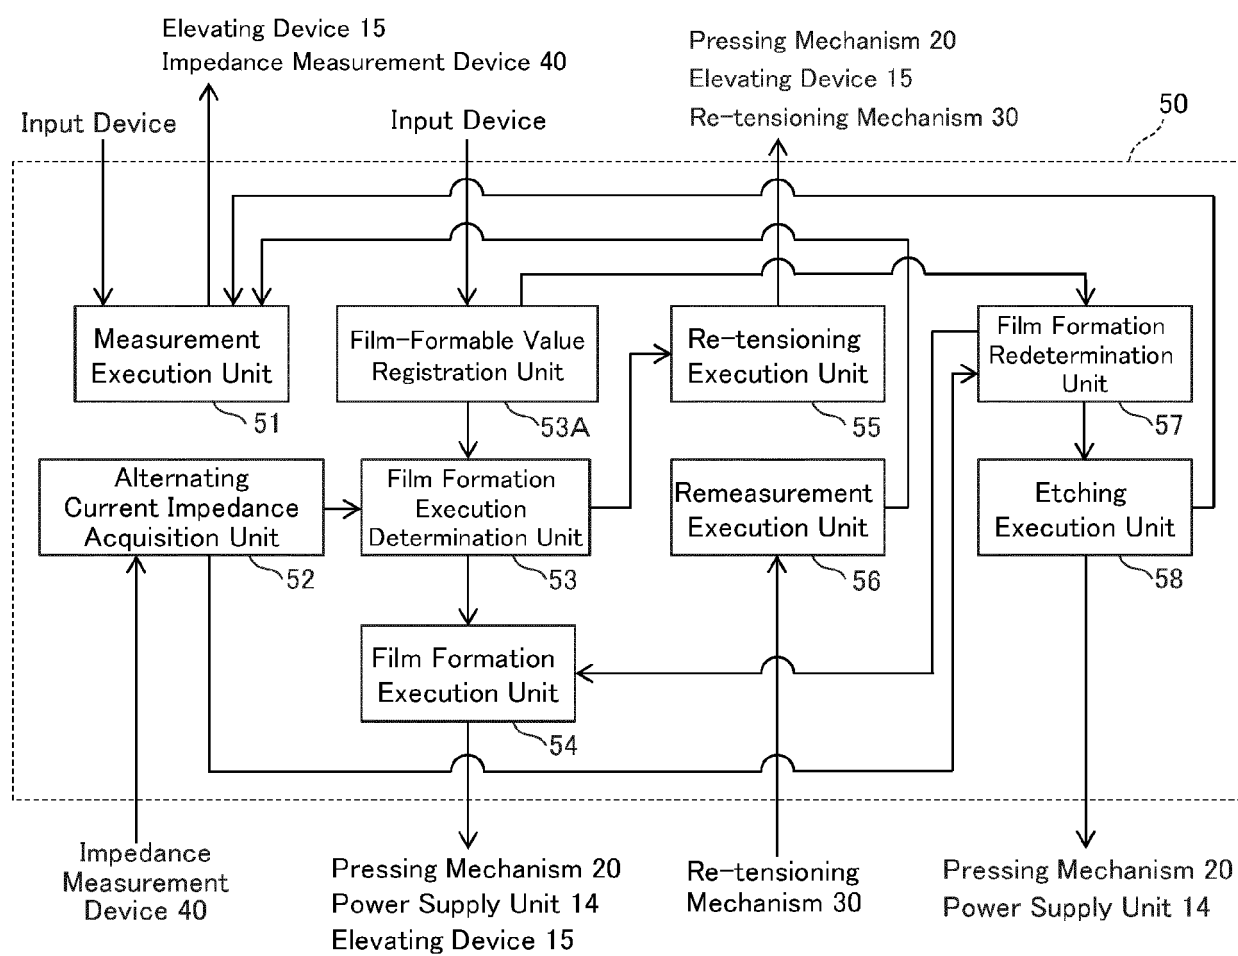 Elevating Device 15
Impedance Measurement Device 40
Pressing Mechanism 20
Elevating Device 15
Re-tensioning Mechanism 30
50
Input Device
Input Device
Measurement
Execution Unit
51
Film-Formable Value
Registration Unit
53A
Re-tensioning
Execution Unit
55
Film Formation
Redetermination
Unit
57
Alternating
Current Impedance
Acquisition Unit
52
Film Formation
Execution
Determination Unit
53
Remeasurement
Execution Unit
56
Etching
Execution Unit
58
Film Formation
Execution Unit
54
Impedance
Measurement
Device 40
Pressing Mechanism 20
Power Supply Unit 14
Elevating Device 15
Re-tensioning
Mechanism 30
Pressing Mechanism 20
Power Supply Unit 14